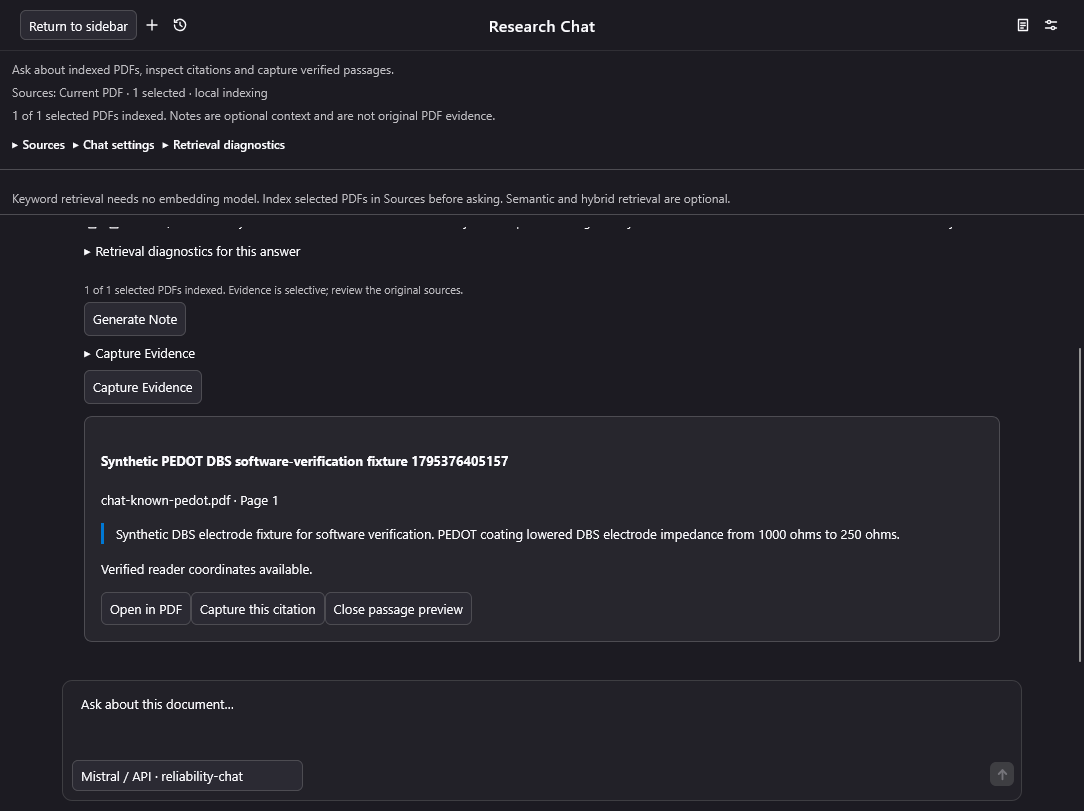 Return to sidebar
Research Chat
Ask about indexed PDFs, inspect citations and capture verified passages.
Sources: Current PDF · 1 selected · local indexing
1 of 1 selected PDFs indexed. Notes are optional context and are not original PDF evidence.
▸ Sources ▸ Chat settings ▸ Retrieval diagnostics
Keyword retrieval needs no embedding model. Index selected PDFs in Sources before asking. Semantic and hybrid retrieval are optional.
▸ Retrieval diagnostics for this answer
1 of 1 selected PDFs indexed. Evidence is selective; review the original sources.
Generate Note
▸ Capture Evidence
Capture Evidence
Synthetic PEDOT DBS software-verification fixture 1795376405157
chat-known-pedot.pdf · Page 1
Synthetic DBS electrode fixture for software verification. PEDOT coating lowered DBS electrode impedance from 1000 ohms to 250 ohms.
Verified reader coordinates available.
Open in PDF Capture this citation Close passage preview
Ask about this document...
Mistral / API · reliability-chat